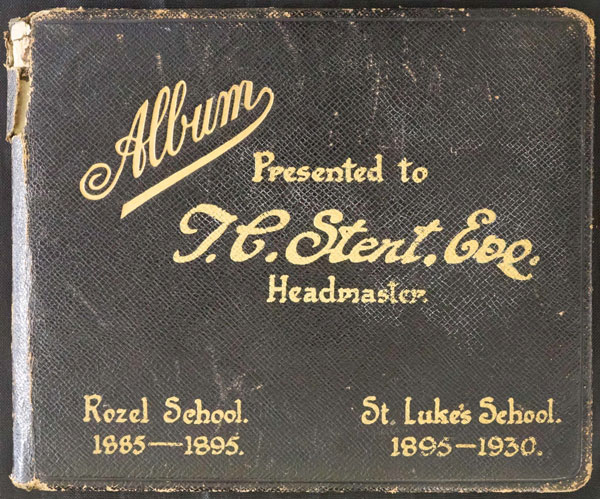 Album
Presented to
T. C. Stent. Esq.
Headmaster.
Rozel School.
1885—1895.
St. Luke's School.
1895—1930.